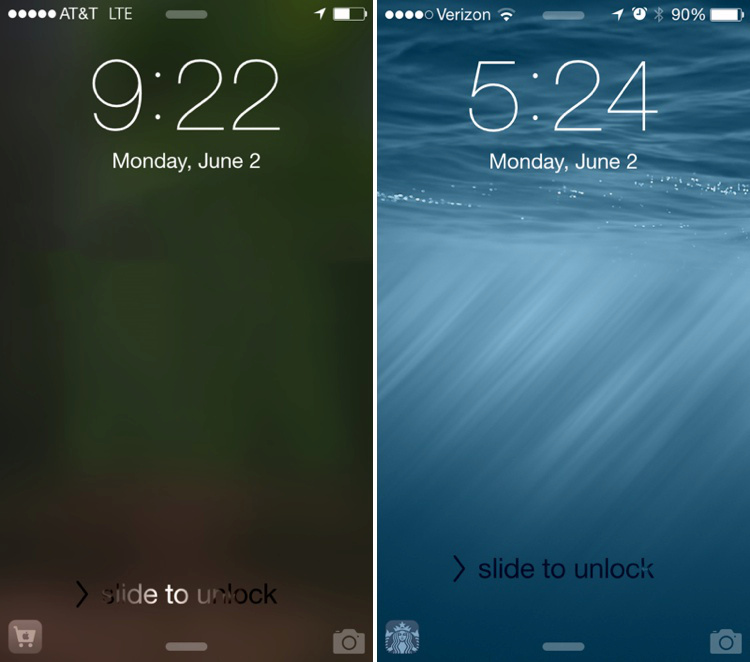 AT&T LTE
9:22
Monday, June 2
slide to unlock
Verizon 90%
5:24
Monday, June 2
slide to unlock